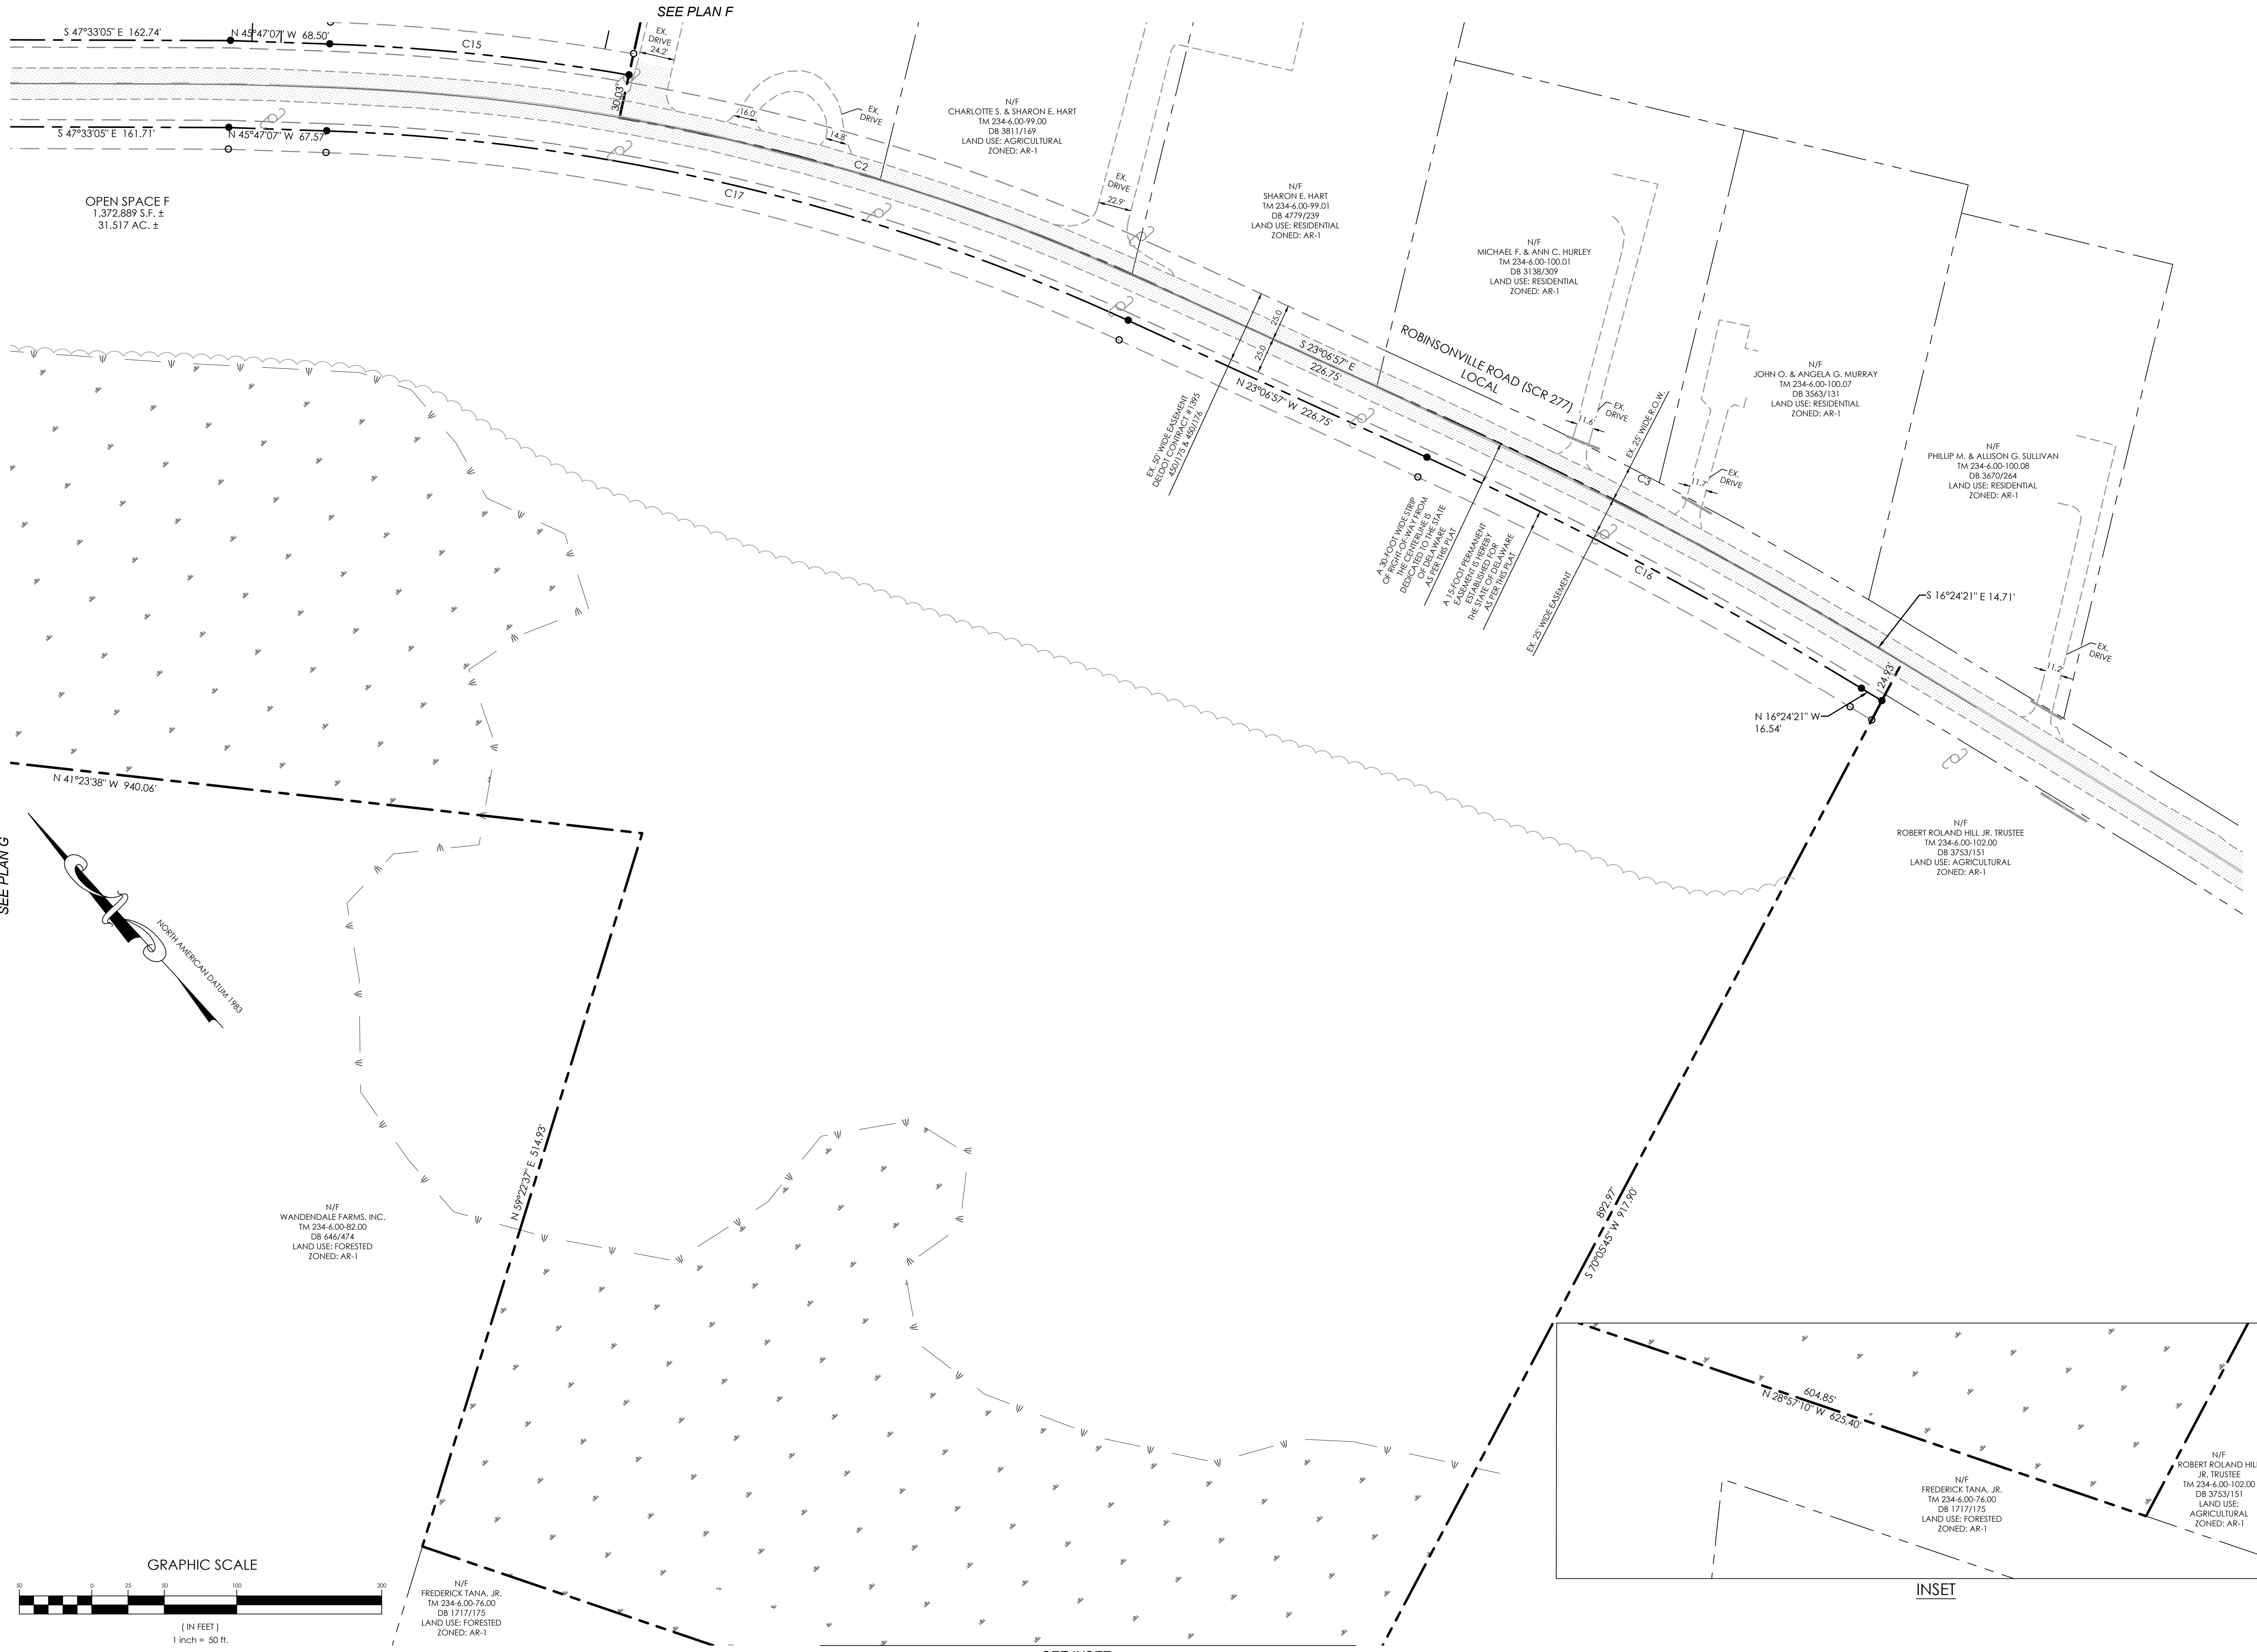 SEE PLAN F
S 47°33'05" E  162.74'
N 45°47'07" W  68.50'
C15
EX.
DRIVE
24.2'
30.03'
S 47°33'05" E  161.71'
N 45°47'07" W  67.57'
16.0'
14.8'
EX.
DRIVE
C2
C17
OPEN SPACE F
1,372,889 S.F. ±
31.517 AC. ±
N/F
CHARLOTTE S. & SHARON E. HART
TM 234-6.00-99.00
DB 3811/169
LAND USE: AGRICULTURAL
ZONED: AR-1
EX.
DRIVE
22.9'
N/F
SHARON E. HART
TM 234-6.00-99.01
DB 4779/239
LAND USE: RESIDENTIAL
ZONED: AR-1
N/F
MICHAEL F. & ANN C. HURLEY
TM 234-6.00-100.01
DB 3138/309
LAND USE: RESIDENTIAL
ZONED: AR-1
N/F
JOHN O. & ANGELA G. MURRAY
TM 234-6.00-100.07
DB 3563/131
LAND USE: RESIDENTIAL
ZONED: AR-1
N/F
PHILLIP M. & ALLISON G. SULLIVAN
TM 234-6.00-100.08
DB 3670/264
LAND USE: RESIDENTIAL
ZONED: AR-1
25.0
25.0
S 23°06'57" E
226.75'
N 23°06'57" W  226.75'
ROBINSONVILLE ROAD (SCR 277)
LOCAL
EX. 50' WIDE EASEMENT
DELDOT CONTRACT #1395
450/175 & 450/176
11.6'
EX.
DRIVE
EX. 25' WIDE R.O.W.
C3
11.7'
EX.
DRIVE
A 30-FOOT WIDE STRIP
OF RIGHT-OF-WAY FROM
THE CENTERLINE IS
DEDICATED TO THE STATE
OF DELAWARE
AS PER THIS PLAT
A 15-FOOT PERMANENT
EASEMENT IS HEREBY
ESTABLISHED FOR
THE STATE OF DELAWARE
AS PER THIS PLAT
EX. 25' WIDE EASEMENT
C16
S 16°24'21" E 14.71'
24.93'
N 16°24'21" W
16.54'
11.2'
EX.
DRIVE
N/F
ROBERT ROLAND HILL JR. TRUSTEE
TM 234-6.00-102.00
DB 3753/151
LAND USE: AGRICULTURAL
ZONED: AR-1
N 41°23'38" W  940.06'
SEE PLAN G
NORTH AMERICAN DATUM 1983
N 59°22'37" E  514.93'
N/F
WANDENDALE FARMS, INC.
TM 234-6.00-82.00
DB 646/474
LAND USE: FORESTED
ZONED: AR-1
892.97'
S 70°05'45" W  917.90'
604.85'
N 28°57'10" W  625.40'
N/F
FREDERICK TANA, JR.
TM 234-6.00-76.00
DB 1717/175
LAND USE: FORESTED
ZONED: AR-1
N/F
ROBERT ROLAND HILL
JR. TRUSTEE
TM 234-6.00-102.00
DB 3753/151
LAND USE:
AGRICULTURAL
ZONED: AR-1
INSET
GRAPHIC SCALE
50 0 25 50 100 200
( IN FEET )
1 inch =  50 ft.
N/F
FREDERICK TANA, JR.
TM 234-6.00-76.00
DB 1717/175
LAND USE: FORESTED
ZONED: AR-1